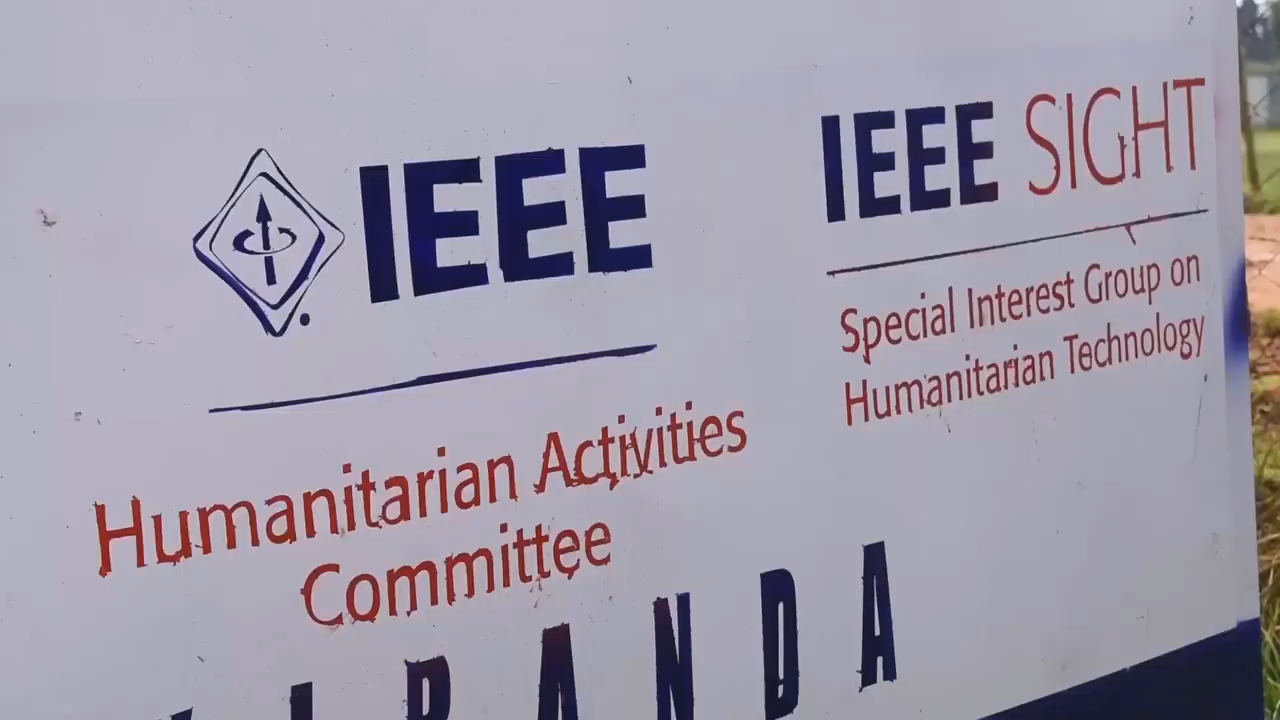 IEEE
Humanitarian Activities
Committee
IEEE SIGHT
Special Interest Group on
Humanitarian Technology